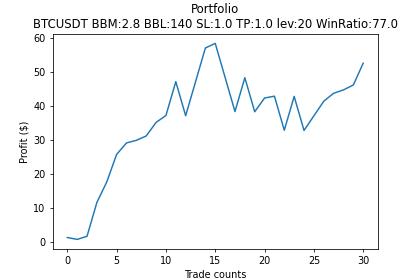 Portfolio
BTCUSDT BBM:2.8 BBL:140 SL:1.0 TP:1.0 lev:20 WinRatio:77.0
60
50
40
30
20
10
0
Profit ($)
0 5 10 15 20 25 30
Trade counts